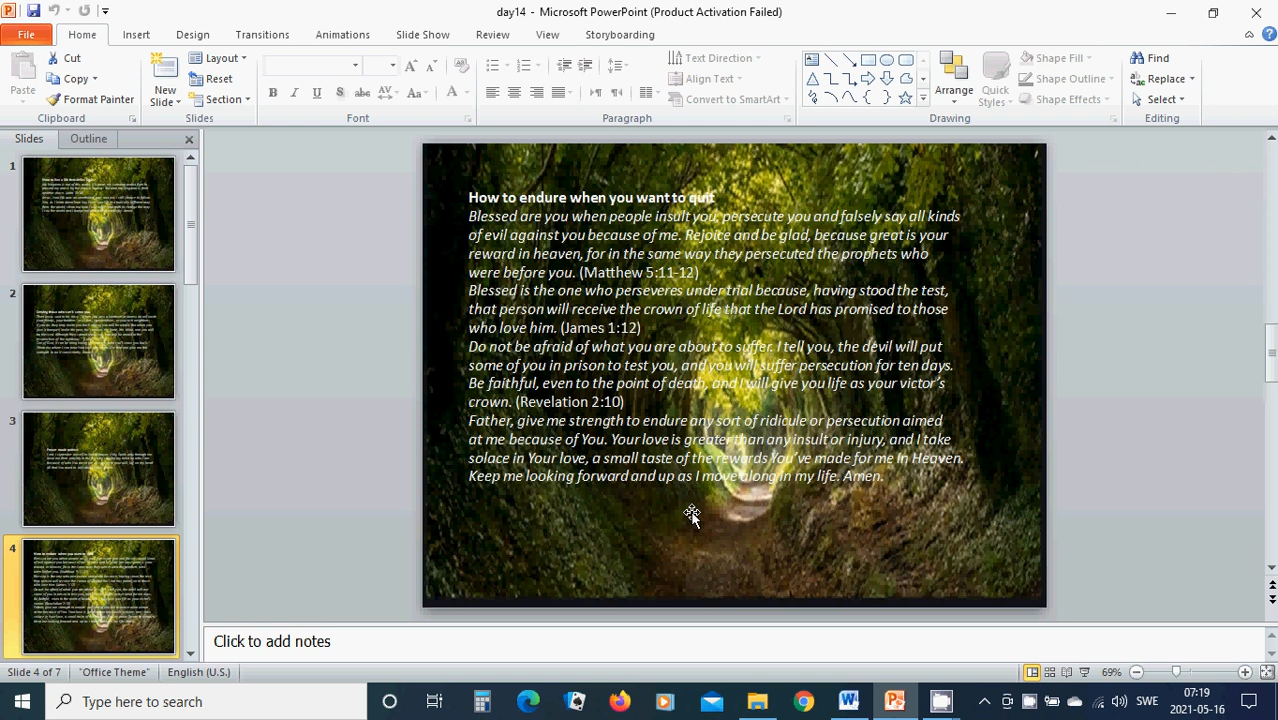 day14 - Microsoft PowerPoint (Product Activation Failed)
File Home Insert Design Transitions Animations Slide Show Review View Storyboarding
Paste
Cut
Copy
Format Painter
Clipboard
New
Slide
Layout
Reset
Section
Slides
Font
Text Direction
Align Text
Convert to SmartArt
Paragraph
Arrange
Quick
Styles
Shape Fill
Shape Outline
Shape Effects
Drawing
Find
Replace
Select
Editing
Slides Outline
1
2
3
4
How to endure when you want to quit
Blessed are you when people insult you, persecute you and falsely say all kinds
of evil against you because of me. Rejoice and be glad, because great is your
reward in heaven, for in the same way they persecuted the prophets who
were before you. (Matthew 5:11-12)
Blessed is the one who perseveres under trial because, having stood the test,
that person will receive the crown of life that the Lord has promised to those
who love him. (James 1:12)
Do not be afraid of what you are about to suffer. I tell you, the devil will put
some of you in prison to test you, and you will suffer persecution for ten days.
Be faithful, even to the point of death, and I will give you life as your victor's
crown. (Revelation 2:10)
Father, give me strength to endure any sort of ridicule or persecution aimed
at me because of You. Your love is greater than any insult or injury, and I take
solace in Your love, a small taste of the rewards You've made for me in Heaven.
Keep me looking forward and up as I move along in my life. Amen.
Click to add notes
Slide 4 of 7 "Office Theme" English (U.S.) 69%
Type here to search
SWE
07:19
2021-05-16